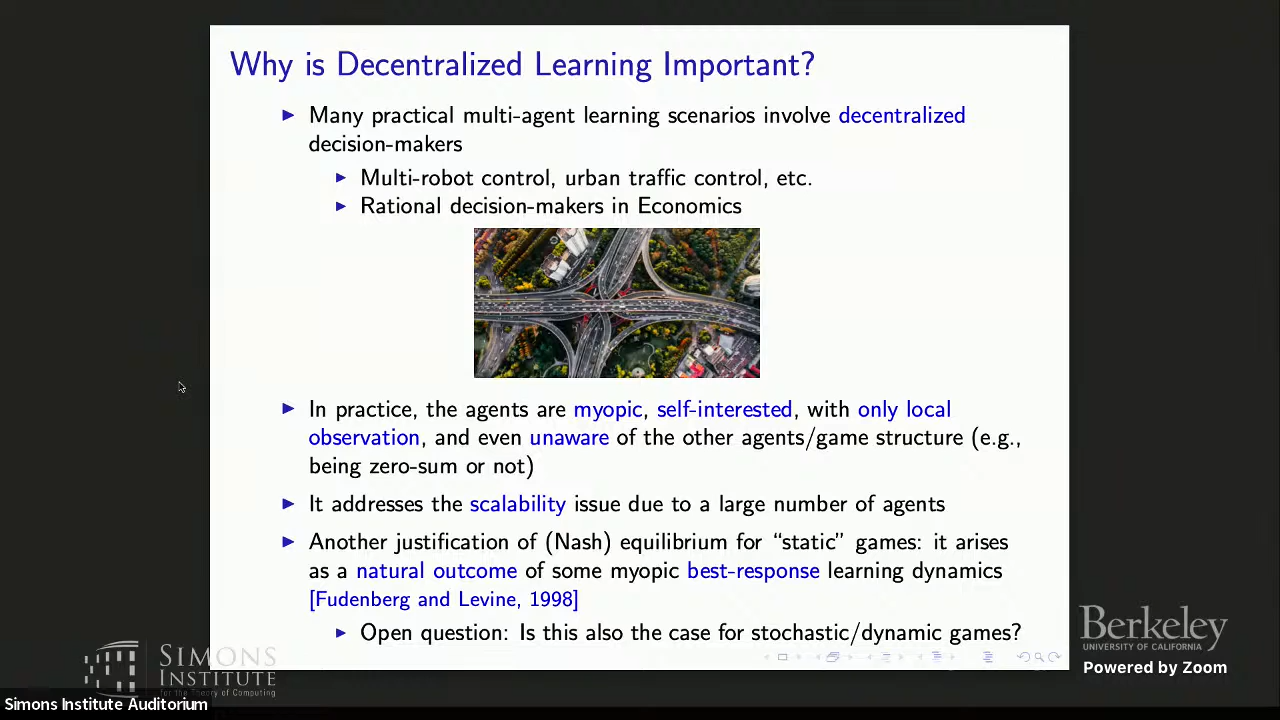 Why is Decentralized Learning Important?
Many practical multi-agent learning scenarios involve decentralized
decision-makers
Multi-robot control, urban traffic control, etc.
Rational decision-makers in Economics
In practice, the agents are myopic, self-interested, with only local
observation, and even unaware of the other agents/game structure (e.g.,
being zero-sum or not)
It addresses the scalability issue due to a large number of agents
Another justification of (Nash) equilibrium for “static” games: it arises
as a natural outcome of some myopic best-response learning dynamics
[Fudenberg and Levine, 1998]
Open question: Is this also the case for stochastic/dynamic games?
SIMONS
INSTITUTE
for the Theory of Computing
Berkeley
UNIVERSITY OF CALIFORNIA
Powered by Zoom
Simons Institute Auditorium